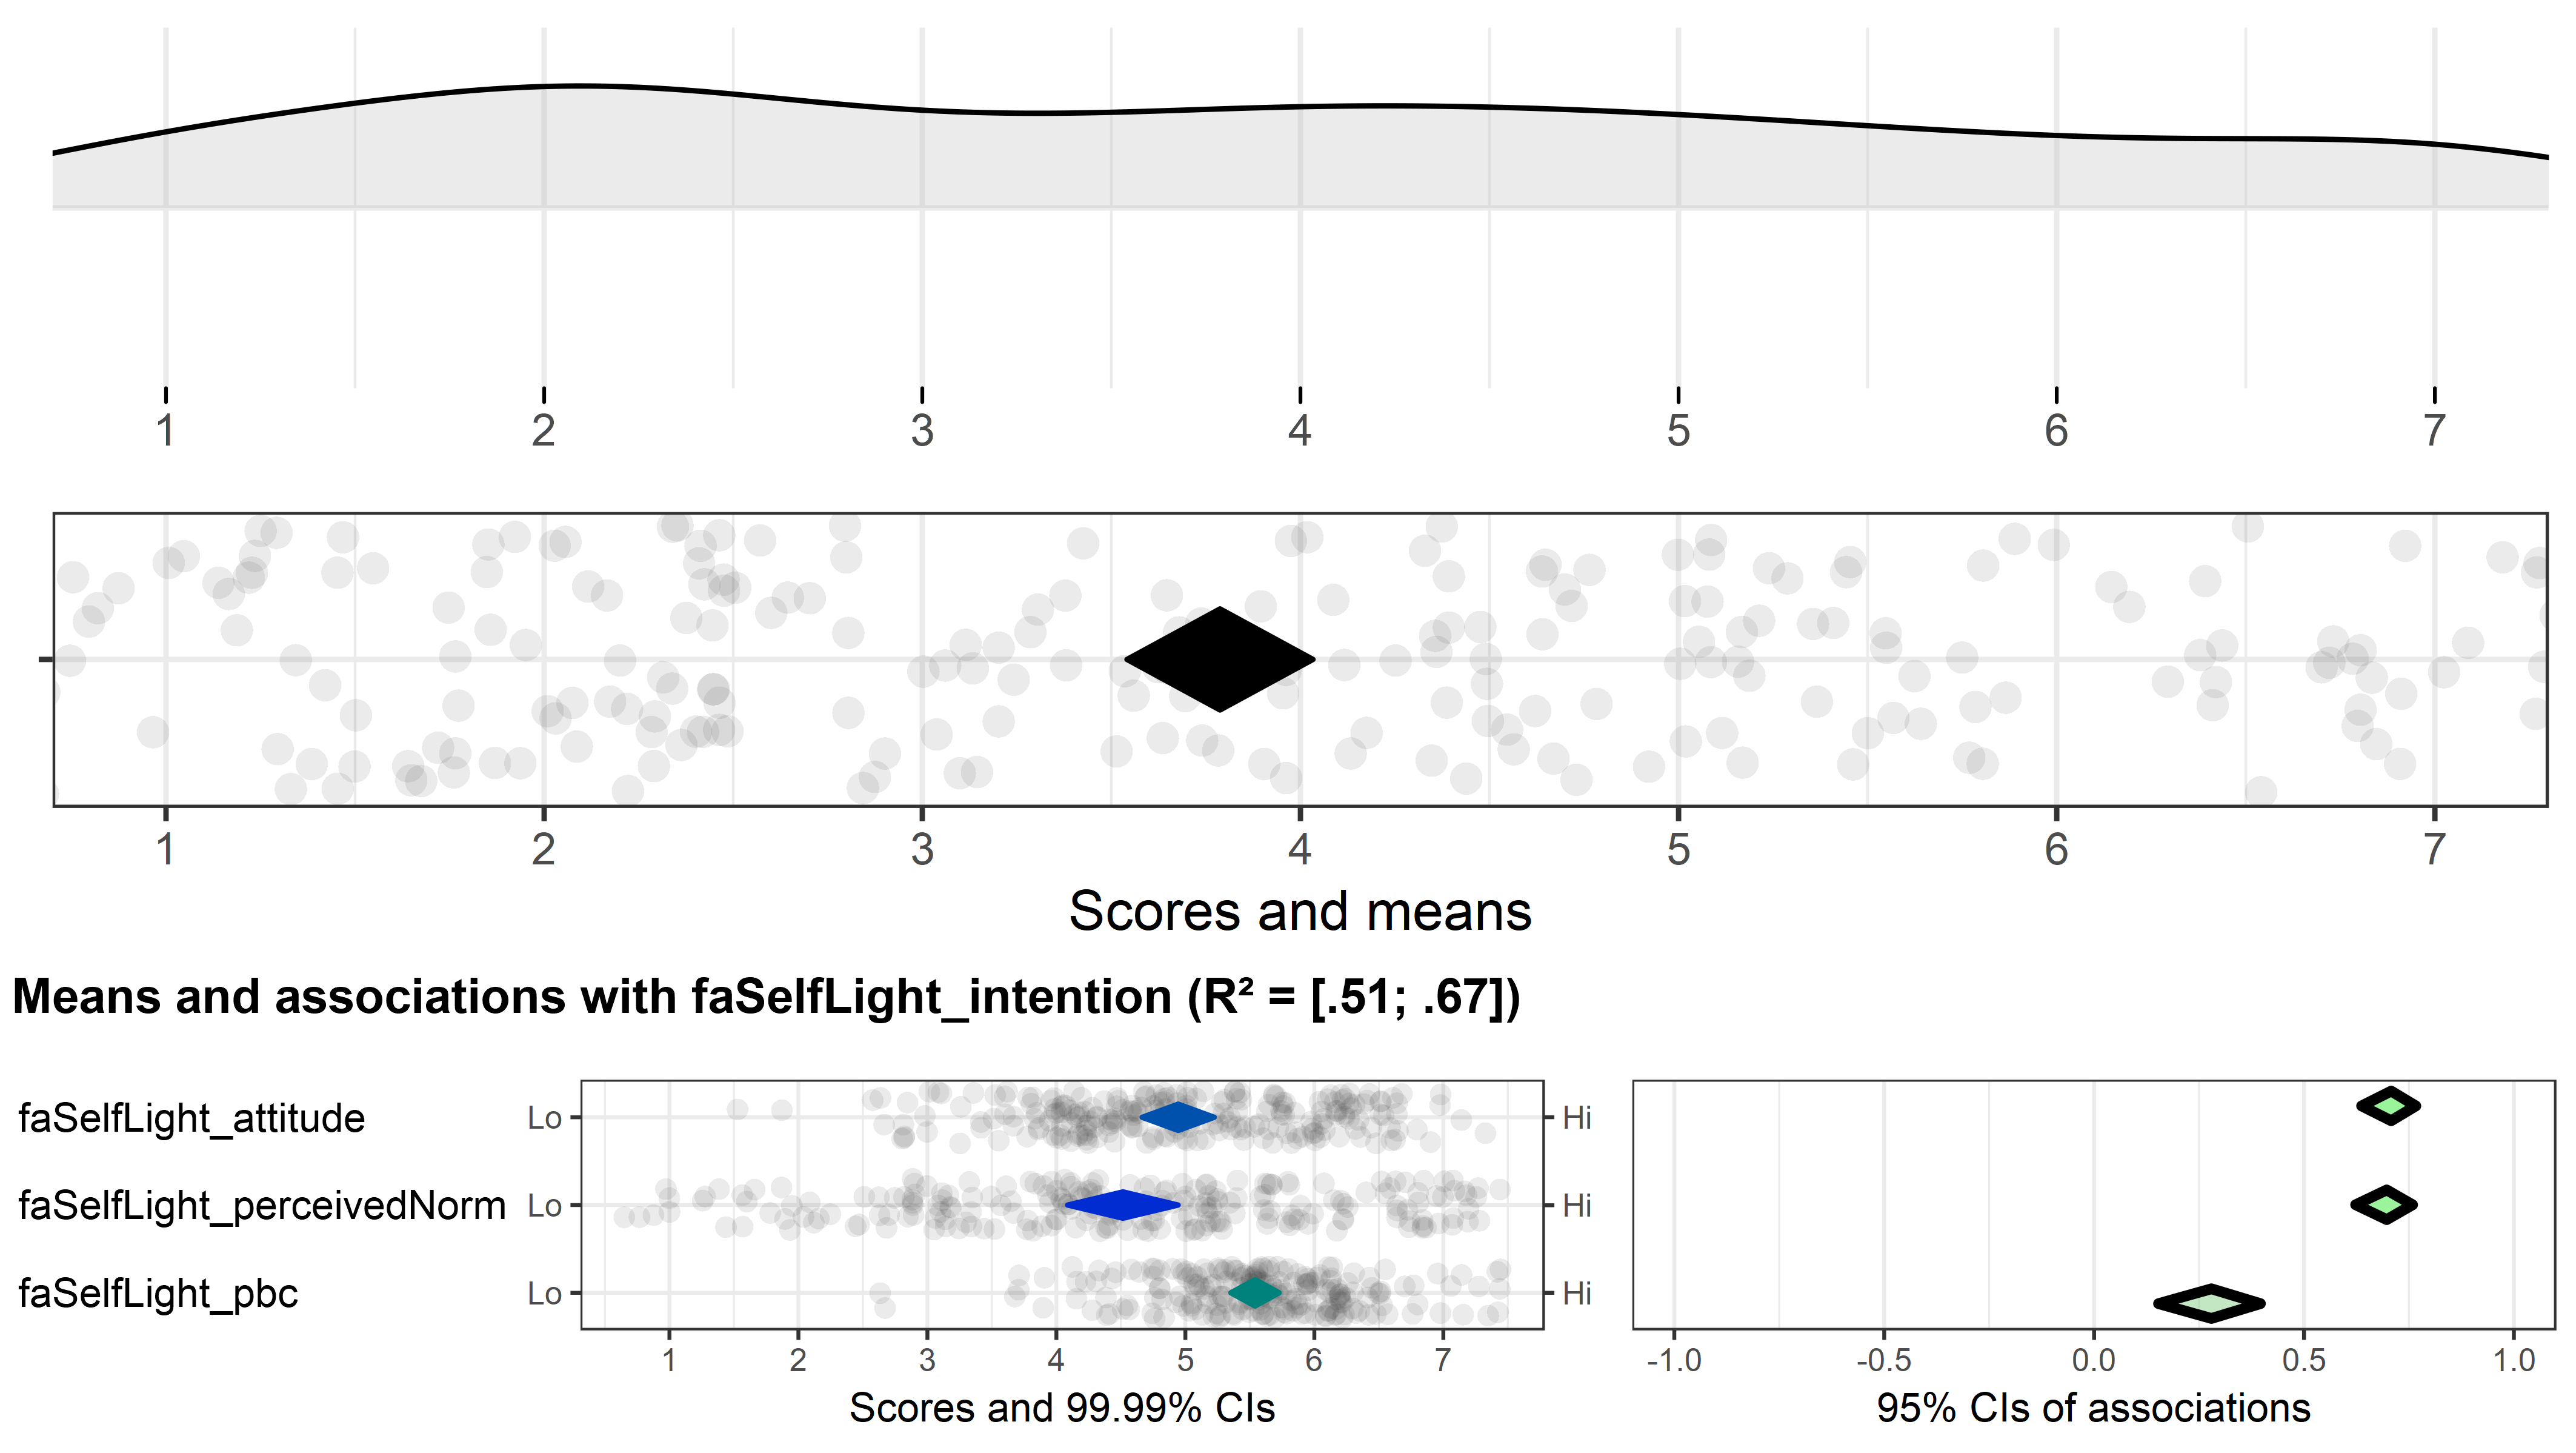 1 2 3 4 5 6 7
1 2 3 4 5 6 7
Scores and means
Means and associations with faSelfLight_intention (R² = [.51; .67])
faSelfLight_attitude Lo Hi
faSelfLight_perceivedNorm Lo Hi
faSelfLight_pbc Lo Hi
1 2 3 4 5 6 7 -1.0 -0.5 0.0 0.5 1.0
Scores and 99.99% CIs 95% CIs of associations